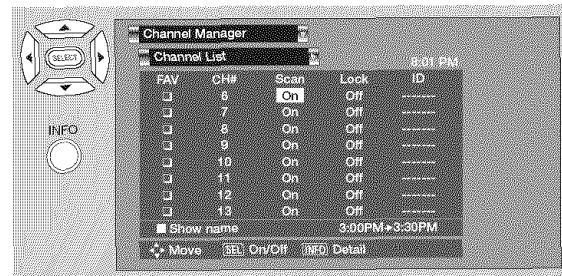 Channel Manager
Channel List
8:01 PM
FAV CH# Scan Lock ID
6 On Off ------
7 On Off ------
8 On Off ------
9 On Off ------
10 On Off ------
11 On Off ------
12 On Off ------
13 On Off ------
Show name 3:00PM→3:30PM
Move SEL On/Off INFO Detail
SELECT
INFO